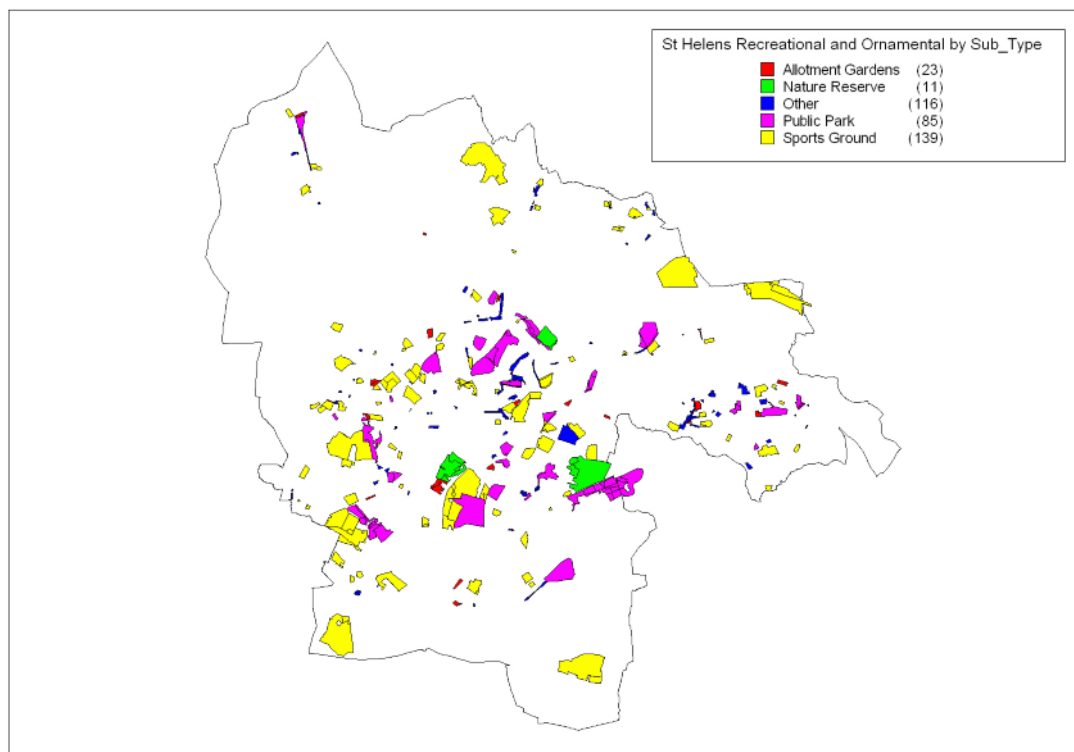 St Helens Recreational and Ornamental by Sub_Type
Allotment Gardens (23)
Nature Reserve (11)
Other (116)
Public Park (85)
Sports Ground (139)